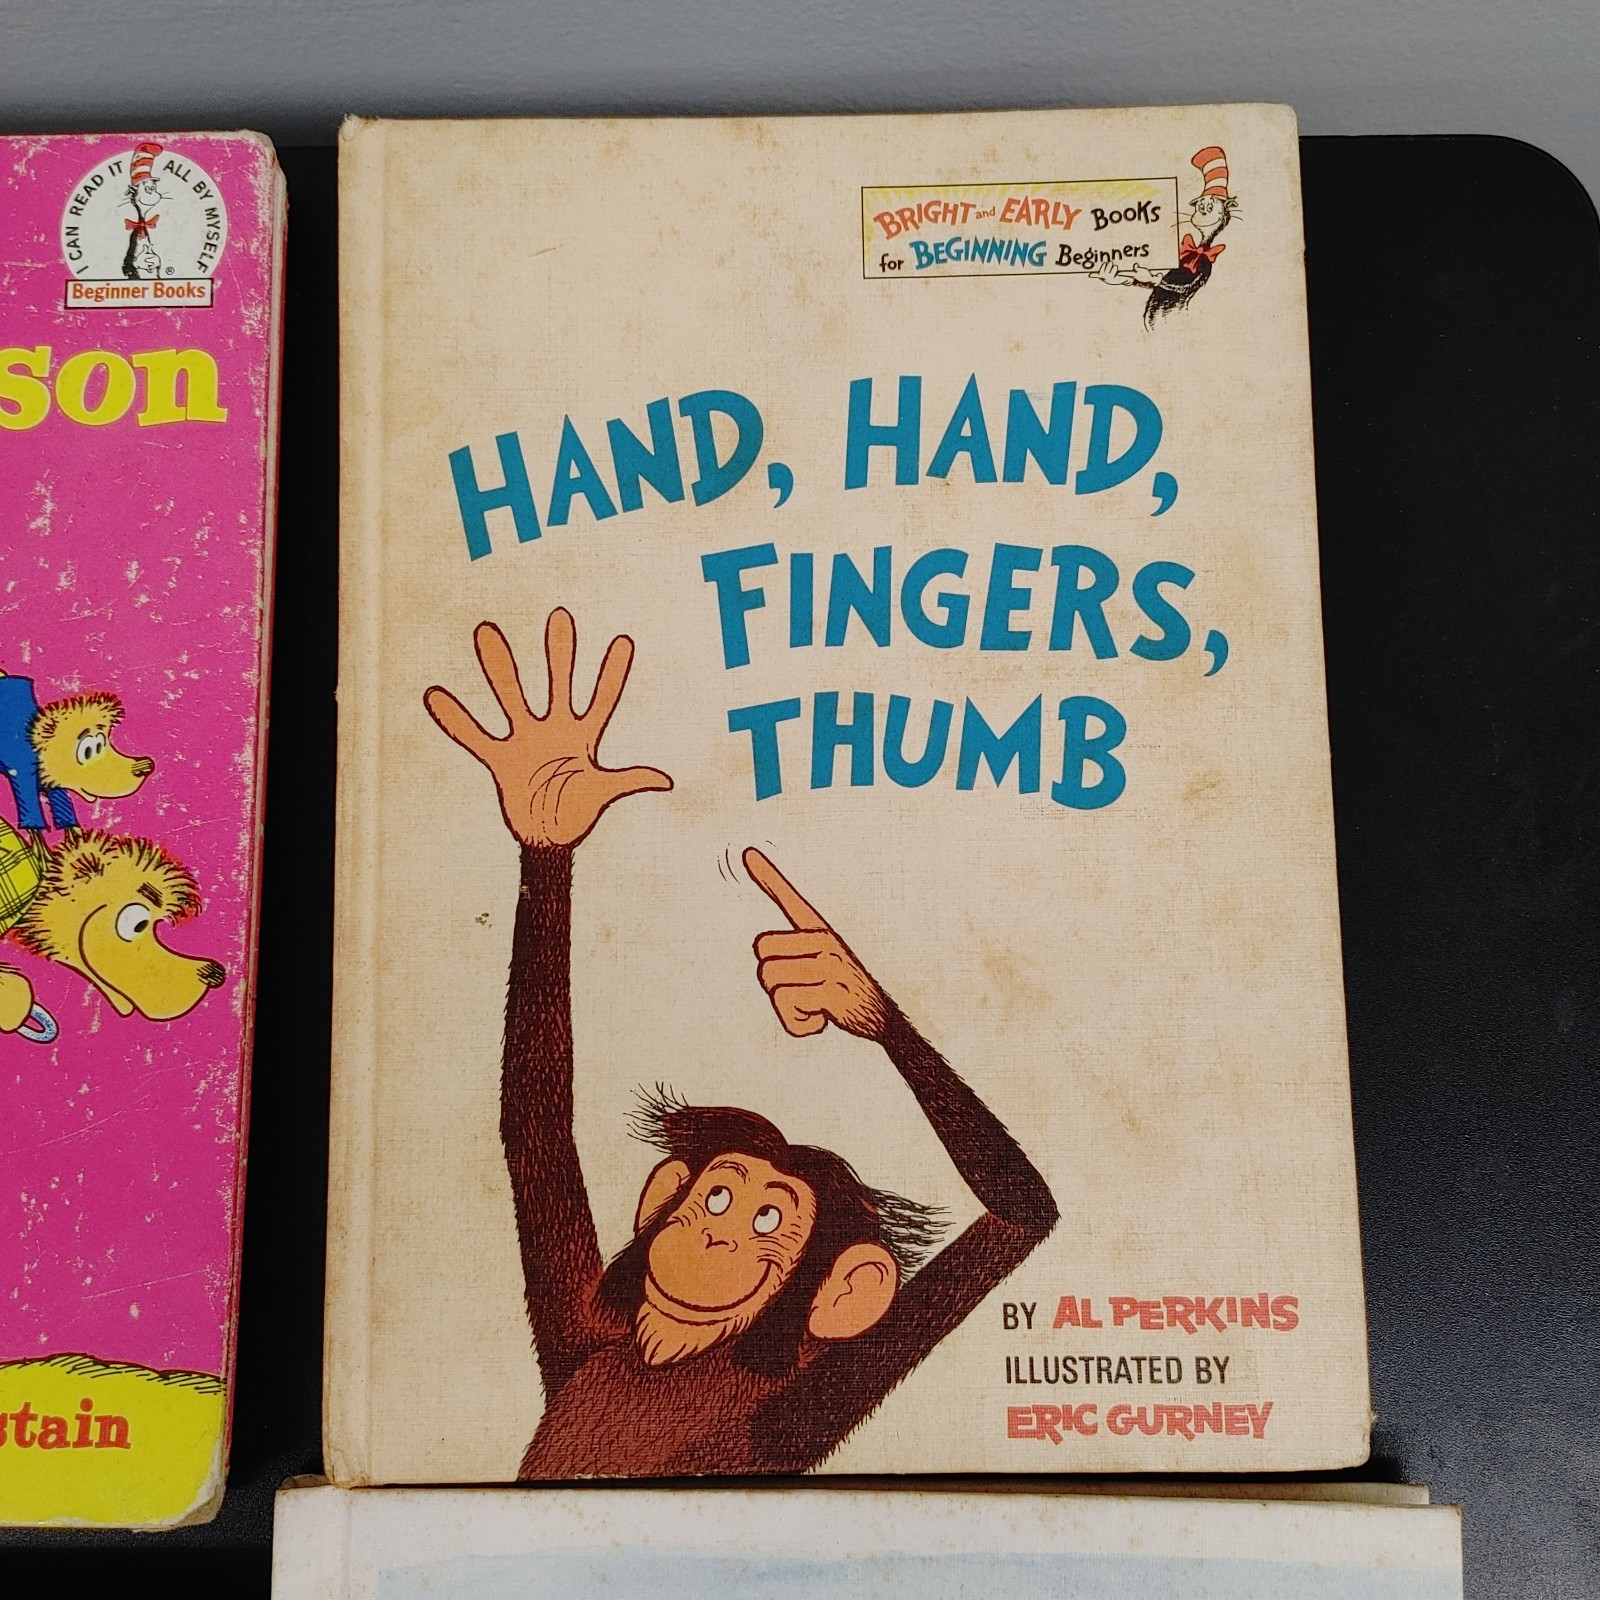 I CAN READ IT ALL BY MYSELF
®
Beginner Books
son
stain
BRIGHT and EARLY BOOKS
for BEGINNING Beginners
HAND, HAND,
FINGERS,
THUMB
BY AL PERKINS
ILLUSTRATED BY
ERIC GURNEY